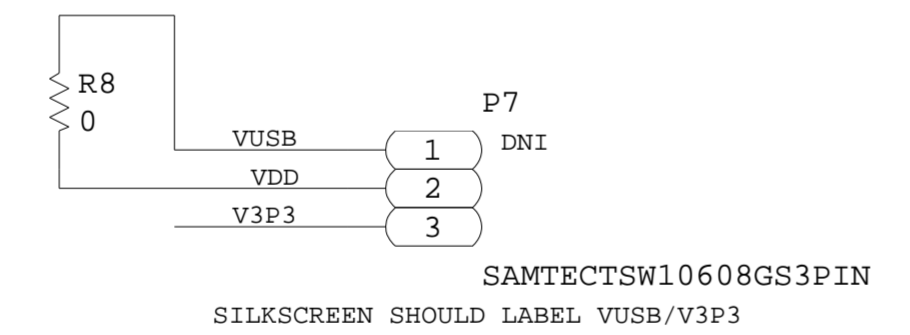 R8
0
P7
DNI
VUSB
1
VDD
2
V3P3
3
SAMTECTSW10608GS3PIN
SILKSCREEN SHOULD LABEL VUSB/V3P3